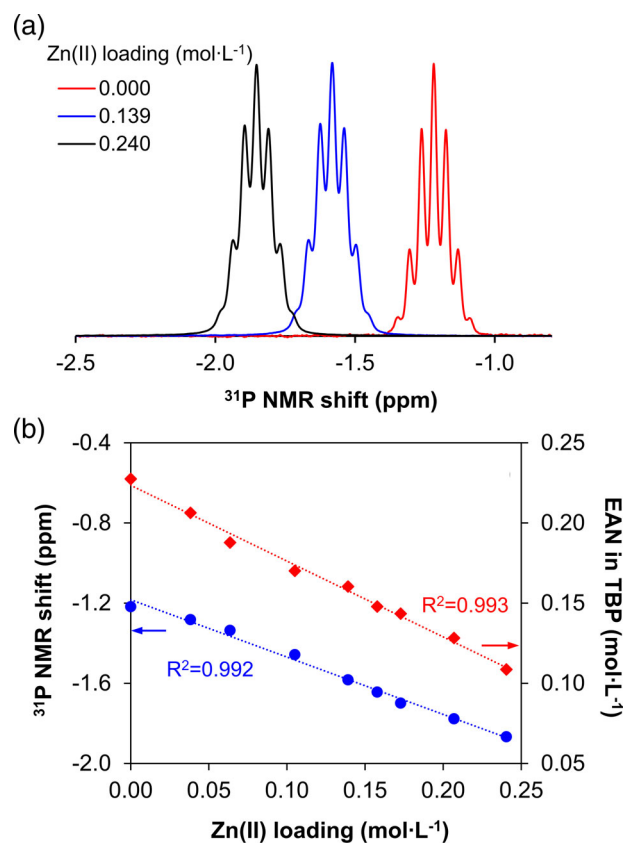 (a)
Zn(II) loading (mol·L⁻¹)
0.000
0.139
0.240
-2.5 -2.0 -1.5 -1.0
³¹P NMR shift (ppm)
(b)
-0.4
-0.8
-1.2
-1.6
-2.0
³¹P NMR shift (ppm)
0.25
0.20
0.15
0.10
0.05
EAN in TBP (mol·L⁻¹)
R²=0.993
R²=0.992
0.00 0.05 0.10 0.15 0.20 0.25
Zn(II) loading (mol·L⁻¹)